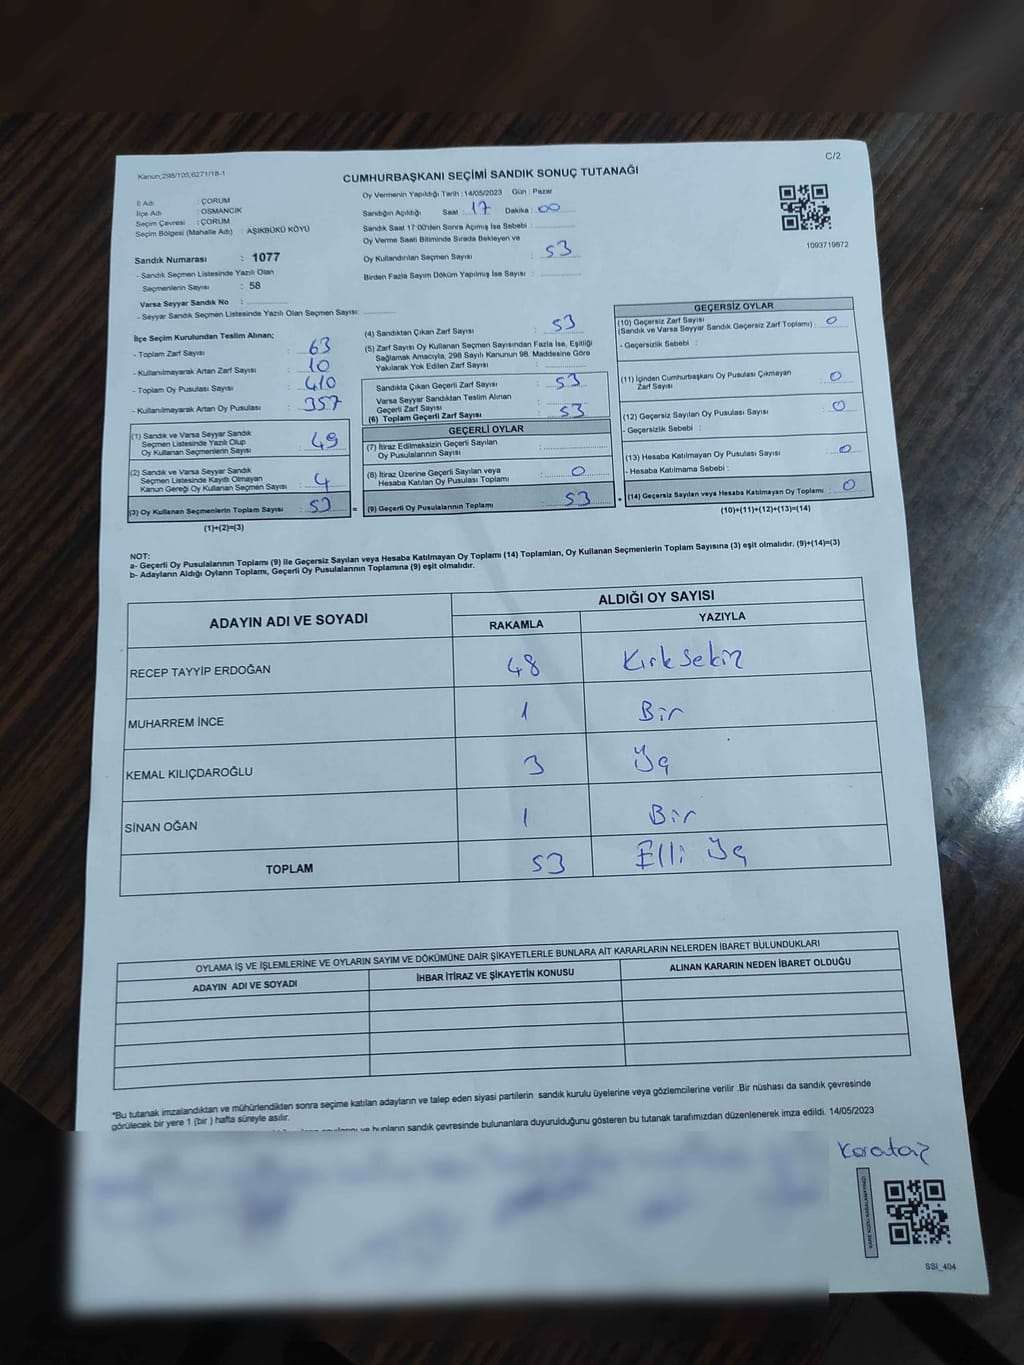 C/2
Kanun;298/105,6271/18-1
CUMHURBAŞKANI SEÇİMİ SANDIK SONUÇ TUTANAĞI
İl Adı : ÇORUM
İlçe Adı : OSMANCIK
Seçim Çevresi : ÇORUM
Seçim Bölgesi (Mahalle Adı) : AŞIKBÜKÜ KÖYÜ
Sandık Numarası : 1077
- Sandık Seçmen Listesinde Yazılı Olan
Seçmenlerin Sayısı : 58
Varsa Seyyar Sandık No :
- Seyyar Sandık Seçmen Listesinde Yazılı Olan Seçmen Sayısı:
Oy Vermenin Yapıldığı Tarih : 14/05/2023 Gün : Pazar
Sandığın Açıldığı Saat : 17 Dakika : 00
Sandık Saat 17:00'den Sonra Açılmış İse Sebebi :
Oy Verme Saati Bitiminde Sırada Bekleyen ve
Oy Kullandırılan Seçmen Sayısı : 53
Birden Fazla Sayım Döküm Yapılmış İse Sayısı :
1093719872
İlçe Seçim Kurulundan Teslim Alınan;
- Toplam Zarf Sayısı : 63
- Kullanılmayarak Artan Zarf Sayısı : 10
- Toplam Oy Pusulası Sayısı : 410
- Kullanılmayarak Artan Oy Pusulası : 357
(1) Sandık ve Varsa Seyyar Sandık
Seçmen Listesinde Yazılı Olup
Oy Kullanan Seçmenlerin Sayısı : 49
(2) Sandık ve Varsa Seyyar Sandık
Seçmen Listesinde Kayıtlı Olmayan
Kanun Gereği Oy Kullanan Seçmen Sayısı : 4
(3) Oy Kullanan Seçmenlerin Toplam Sayısı : 53
(1)+(2)=(3)
(4) Sandıktan Çıkan Zarf Sayısı : 53
(5) Zarf Sayısı Oy Kullanan Seçmen Sayısından Fazla İse, Eşitliği
Sağlamak Amacıyla, 298 Sayılı Kanunun 98. Maddesine Göre
Yakılarak Yok Edilen Zarf Sayısı :
Sandıkta Çıkan Geçerli Zarf Sayısı : 53
Varsa Seyyar Sandıktan Teslim Alınan
Geçerli Zarf Sayısı :
(6) Toplam Geçerli Zarf Sayısı : 53
GEÇERLİ OYLAR
(7) İtiraz Edilmeksizin Geçerli Sayılan
Oy Pusulalarının Sayısı :
(8) İtiraz Üzerine Geçerli Sayılan veya
Hesaba Katılan Oy Pusulası Toplamı : 0
= (9) Geçerli Oy Pusulalarının Toplamı : 53
GEÇERSİZ OYLAR
(10) Geçersiz Zarf Sayısı
(Sandık ve Varsa Seyyar Sandık Geçersiz Zarf Toplamı) : 0
- Geçersizlik Sebebi :
(11) İçinden Cumhurbaşkanı Oy Pusulası Çıkmayan
Zarf Sayısı : 0
(12) Geçersiz Sayılan Oy Pusulası Sayısı : 0
- Geçersizlik Sebebi :
(13) Hesaba Katılmayan Oy Pusulası Sayısı : 0
- Hesaba Katılmama Sebebi :
+ (14) Geçersiz Sayılan veya Hesaba Katılmayan Oy Toplamı : 0
(10)+(11)+(12)+(13)=(14)
NOT:
a- Geçerli Oy Pusulalarının Toplamı (9) ile Geçersiz Sayılan veya Hesaba Katılmayan Oy Toplamı (14) Toplamları, Oy Kullanan Seçmenlerin Toplam Sayısına (3) eşit olmalıdır. (9)+(14)=(3)
b- Adayların Aldığı Oyların Toplamı, Geçerli Oy Pusulalarının Toplamına (9) eşit olmalıdır.
ADAYIN ADI VE SOYADI ALDIĞI OY SAYISI
RAKAMLA YAZIYLA
RECEP TAYYİP ERDOĞAN 48 Kırk Sekiz
MUHARREM İNCE 1 Bir
KEMAL KILIÇDAROĞLU 3 Üç
SİNAN OĞAN 1 Bir
TOPLAM 53 Elli Üç
OYLAMA İŞ VE İŞLEMLERİNE VE OYLARIN SAYIM VE DÖKÜMÜNE DAİR ŞİKAYETLERLE BUNLARA AİT KARARLARIN NELERDEN İBARET BULUNDUKLARI
ADAYIN ADI VE SOYADI İHBAR İTİRAZ VE ŞİKAYETİN KONUSU ALINAN KARARIN NEDEN İBARET OLDUĞU
*Bu tutanak imzalandıktan ve mühürlendikten sonra seçime katılan adayların ve talep eden siyasi partilerin sandık kurulu üyelerine veya gözlemcilerine verilir .Bir nüshası da sandık çevresinde
görülecek bir yere 1 (bir ) hafta süreyle asılır.
ve bunların sandık çevresinde bulunanlara duyurulduğunu gösteren bu tutanak tarafımızdan düzenlenerek imza edildi. 14/05/2023
SSI_404